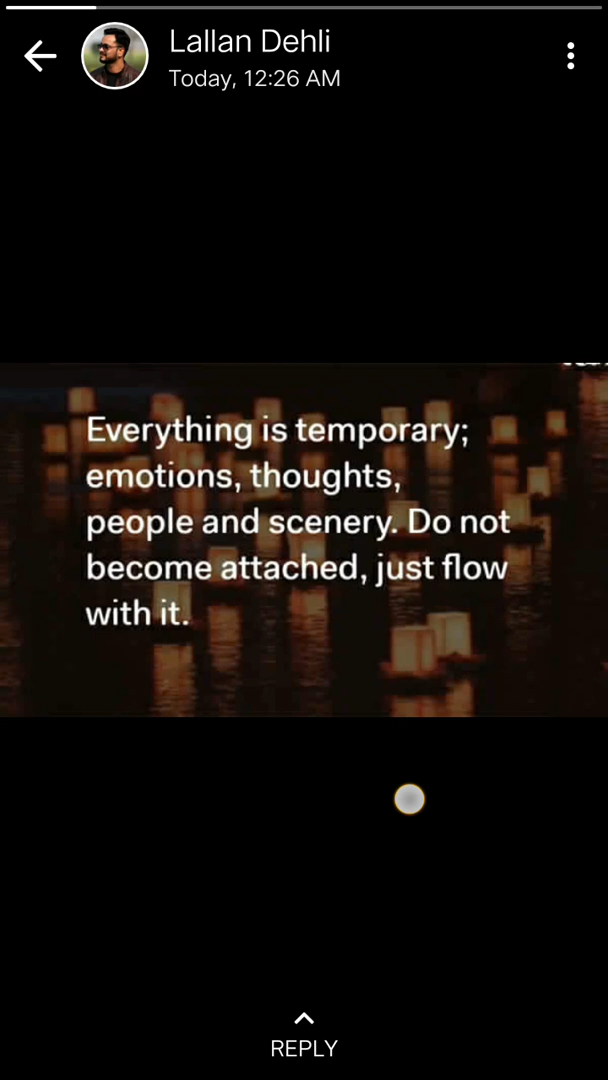 Lallan Dehli
Today, 12:26 AM
Everything is temporary;
emotions, thoughts,
people and scenery. Do not
become attached, just flow
with it.
REPLY